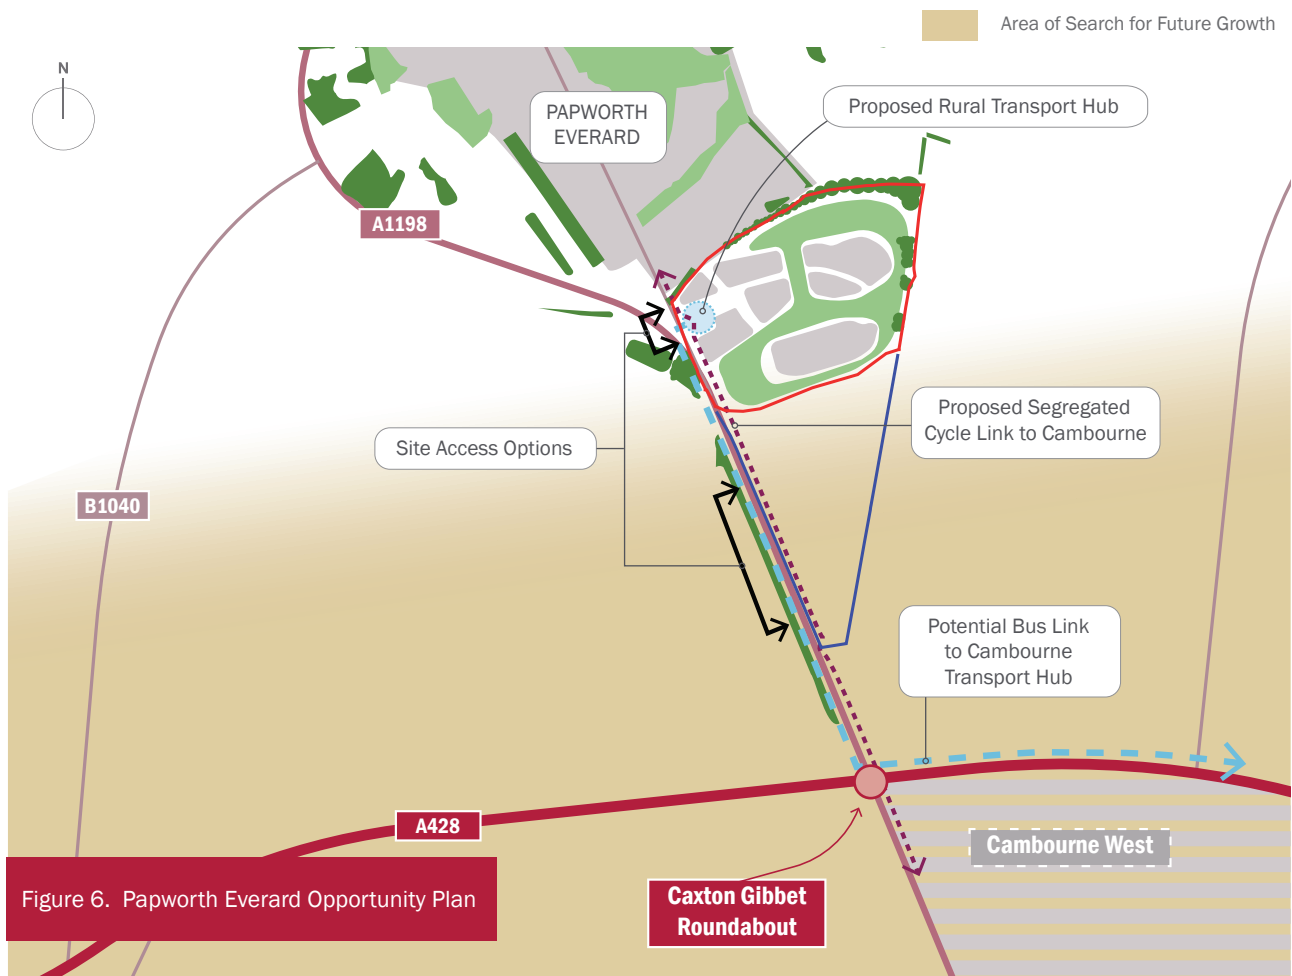 Area of Search for Future Growth
N
PAPWORTH
EVERARD
Proposed Rural Transport Hub
A1198
Proposed Segregated
Cycle Link to Cambourne
Site Access Options
B1040
Potential Bus Link
to Cambourne
Transport Hub
A428
Cambourne West
Caxton Gibbet
Roundabout
Figure 6. Papworth Everard Opportunity Plan